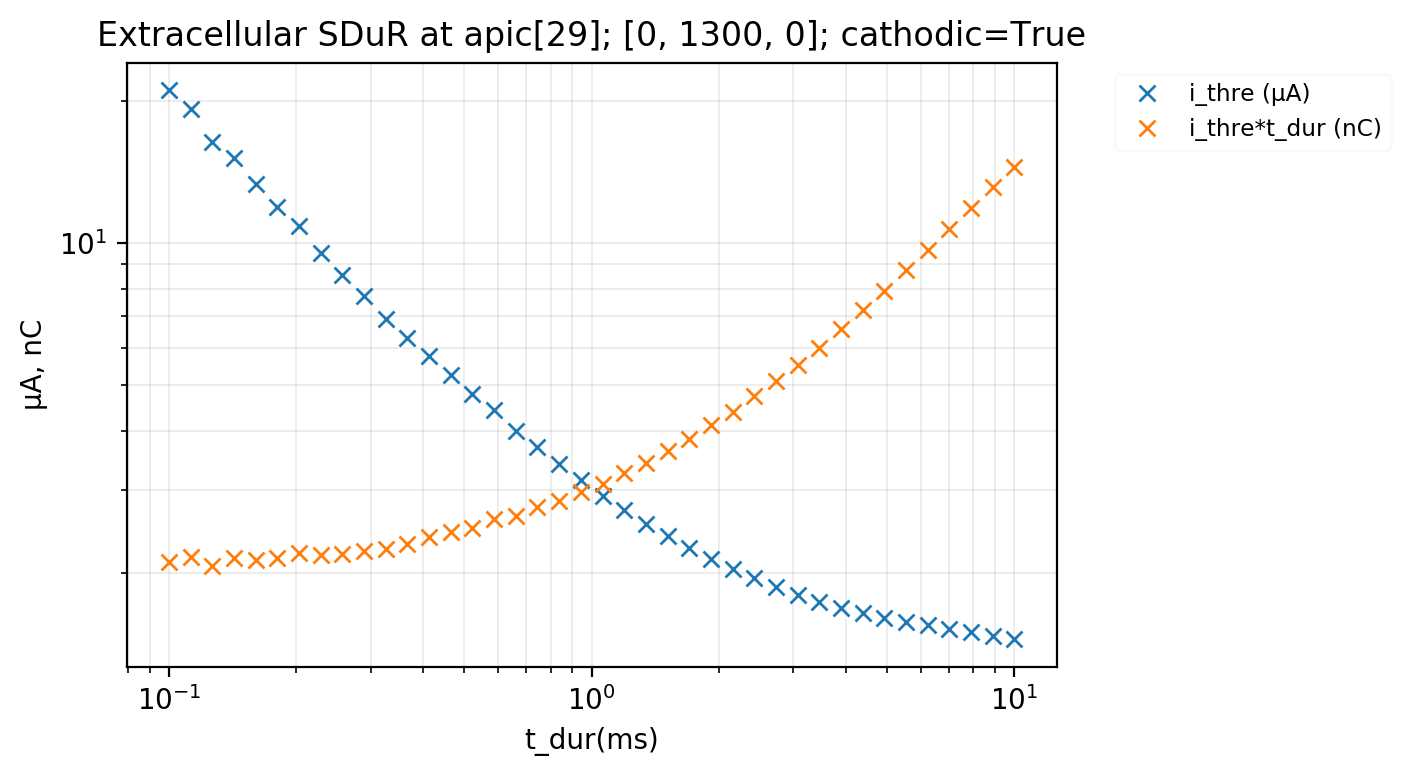 Extracellular SDuR at apic[29]; [0, 1300, 0]; cathodic=True
i_thre (μA)
i_thre*t_dur (nC)
10¹
μA, nC
10⁻¹ 10⁰ 10¹
t_dur(ms)